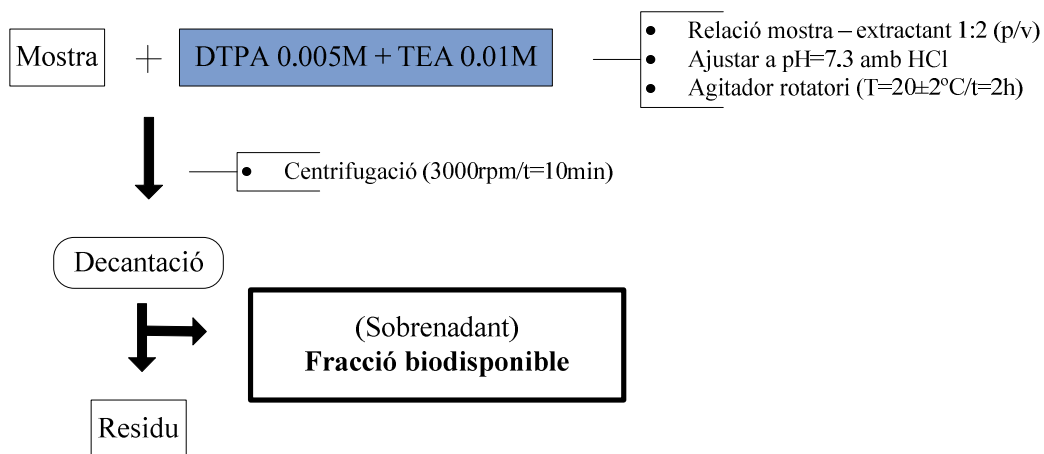 Mostra + DTPA 0.005M + TEA 0.01M
• Relació mostra – extractant 1:2 (p/v)
• Ajustar a pH=7.3 amb HCl
• Agitador rotatori (T=20±2ºC/t=2h)
• Centrifugació (3000rpm/t=10min)
Decantació
(Sobrenadant)
Fracció biodisponible
Residu